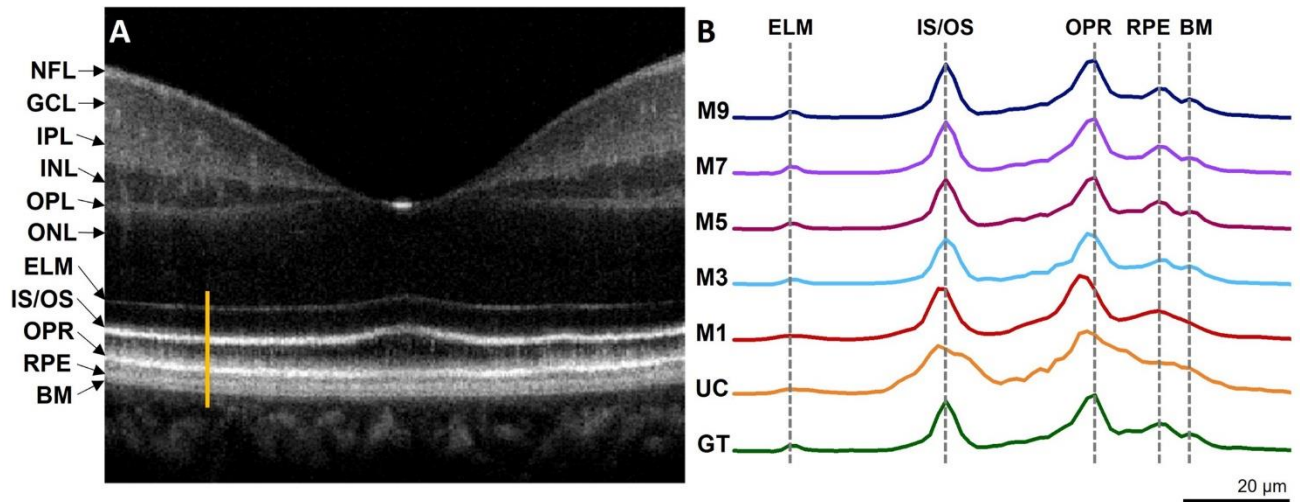 A
NFL
GCL
IPL
INL
OPL
ONL
ELM
IS/OS
OPR
RPE
BM
B
ELM IS/OS OPR RPE BM
M9
M7
M5
M3
M1
UC
GT
20 µm